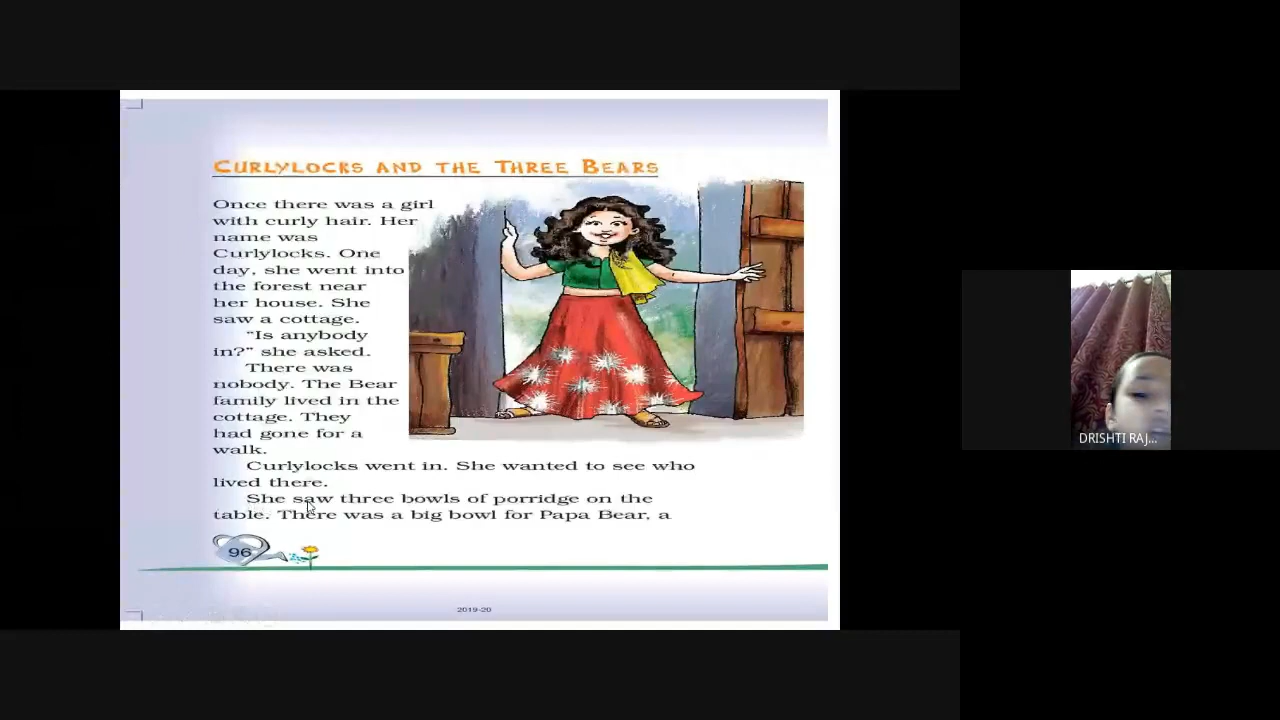 CURLYLOCKS AND THE THREE BEARS
Once there was a girl
with curly hair. Her
name was
Curlylocks. One
day, she went into
the forest near
her house. She
saw a cottage.
"Is anybody
in?" she asked.
There was
nobody. The Bear
family lived in the
cottage. They
had gone for a
walk.
Curlylocks went in. She wanted to see who
lived there.
She saw three bowls of porridge on the
table. There was a big bowl for Papa Bear, a
96
2019-20
DRISHTI RAJ...